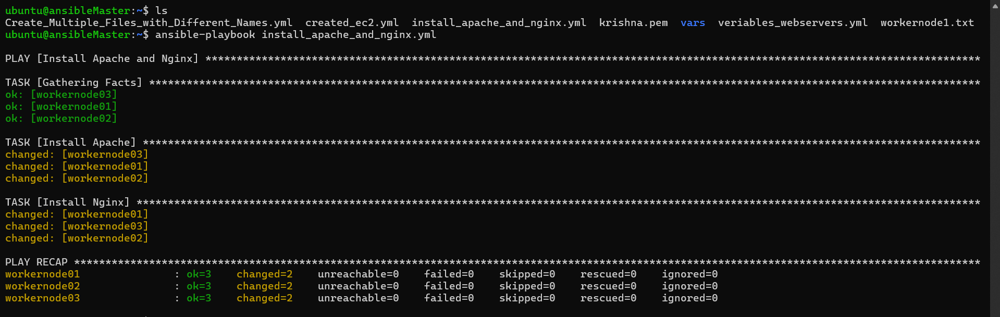 ubuntu@ansibleMaster:~$ ls
Create_Multiple_Files_with_Different_Names.yml  created_ec2.yml  install_apache_and_nginx.yml  krishna.pem  vars  veriables_webservers.yml  workernode1.txt
ubuntu@ansibleMaster:~$ ansible-playbook install_apache_and_nginx.yml
PLAY [Install Apache and Nginx] ****************************************************************************************************************************
TASK [Gathering Facts] *************************************************************************************************************************************
ok: [workernode03]
ok: [workernode01]
ok: [workernode02]
TASK [Install Apache] **************************************************************************************************************************************
changed: [workernode03]
changed: [workernode01]
changed: [workernode02]
TASK [Install Nginx] ***************************************************************************************************************************************
changed: [workernode01]
changed: [workernode03]
changed: [workernode02]
PLAY RECAP *************************************************************************************************************************************************
workernode01               : ok=3    changed=2    unreachable=0    failed=0    skipped=0    rescued=0    ignored=0
workernode02               : ok=3    changed=2    unreachable=0    failed=0    skipped=0    rescued=0    ignored=0
workernode03               : ok=3    changed=2    unreachable=0    failed=0    skipped=0    rescued=0    ignored=0